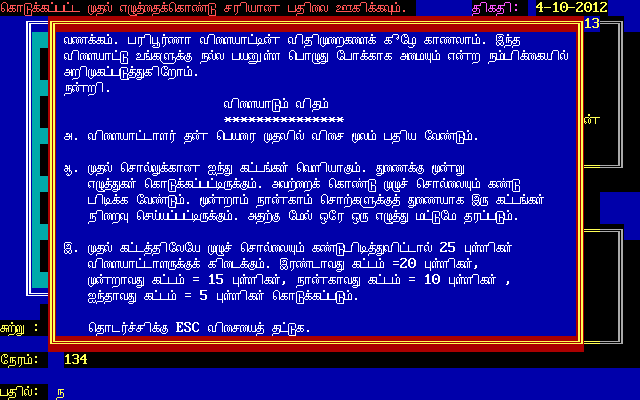 கொடுக்கப்பட்ட முதல் எழுத்தைக்கொண்டு சரியான பதிலை ஊகிக்கவும். திகதி: 4-10-2012
13
வணக்கம். பரிபூர்ணா விளையாட்டின் விதிமுறைகளைக் கீழே காணலாம். இந்த
விளையாட்டு உங்களுக்கு நல்ல பயனுள்ள பொழுது போக்காக அமையும் என்ற நம்பிக்கையில்
அறிமுகப்படுத்துகிறோம்.
நன்றி.
விளையாடும் விதம்
***************
அ. விளையாட்டாளர் தன் பெயரை முதலில் விசை மூலம் பதிய வேண்டும்.
ஆ. முதல் சொல்லுக்கான ஐந்து கட்டங்கள் வெளியாகும். துணைக்கு மூன்று
எழுத்துகள் கொடுக்கப்பட்டிருக்கும். அவற்றைக் கொண்டு முழுச் சொல்லையும் கண்டு
பிடிக்க வேண்டும். மூன்றாம் நான்காம் சொற்களுக்குத் துணையாக இரு கட்டங்கள்
நிறைவு செய்யப்பட்டிருக்கும். அதற்கு மேல் ஒரே ஒரு எழுத்து மட்டுமே தரப்படும்.
இ. முதல் கட்டத்திலேயே முழுச் சொல்லையும் கண்டுபிடித்துவிட்டால் 25 புள்ளிகள்
விளையாட்டாளருக்குக் கிடைக்கும். இரண்டாவது கட்டம் =20 புள்ளிகள்,
மூன்றாவது கட்டம் = 15 புள்ளிகள், நான்காவது கட்டம் = 10 புள்ளிகள் ,
ஐந்தாவது கட்டம் = 5 புள்ளிகள் கொடுக்கப்படும்.
தொடர்ச்சிக்கு ESC விசையைத் தட்டுக.
சுற்று :
நேரம்: 134
பதில்: ந